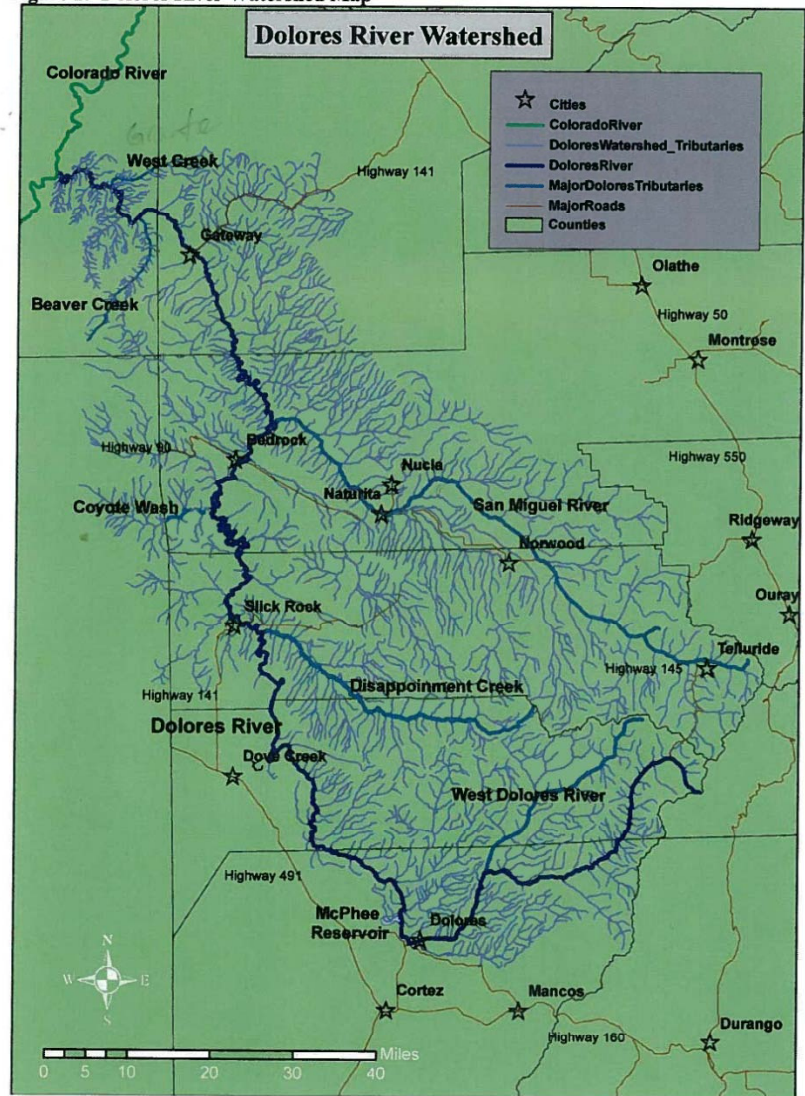 Dolores River Watershed
Colorado River
Cities
ColoradoRiver
DoloresWatershed_Tributaries
DoloresRiver
MajorDoloresTributaries
MajorRoads
Counties
West Creek
Highway 141
Gateway
Olathe
Beaver Creek
Highway 50
Montrose
Bedrock
Highway 90
Highway 550
Nucla
Naturita
San Miguel River
Coyote Wash
Ridgeway
Norwood
Ouray
Slick Rock
Telluride
Highway 145
Disappoinment Creek
Highway 141
Dolores River
Dove Creek
West Dolores River
Highway 491
McPhee
Reservoir
Dolores
N
W E
S
Cortez
Mancos
Durango
Highway 160
Miles
0 5 10 20 30 40